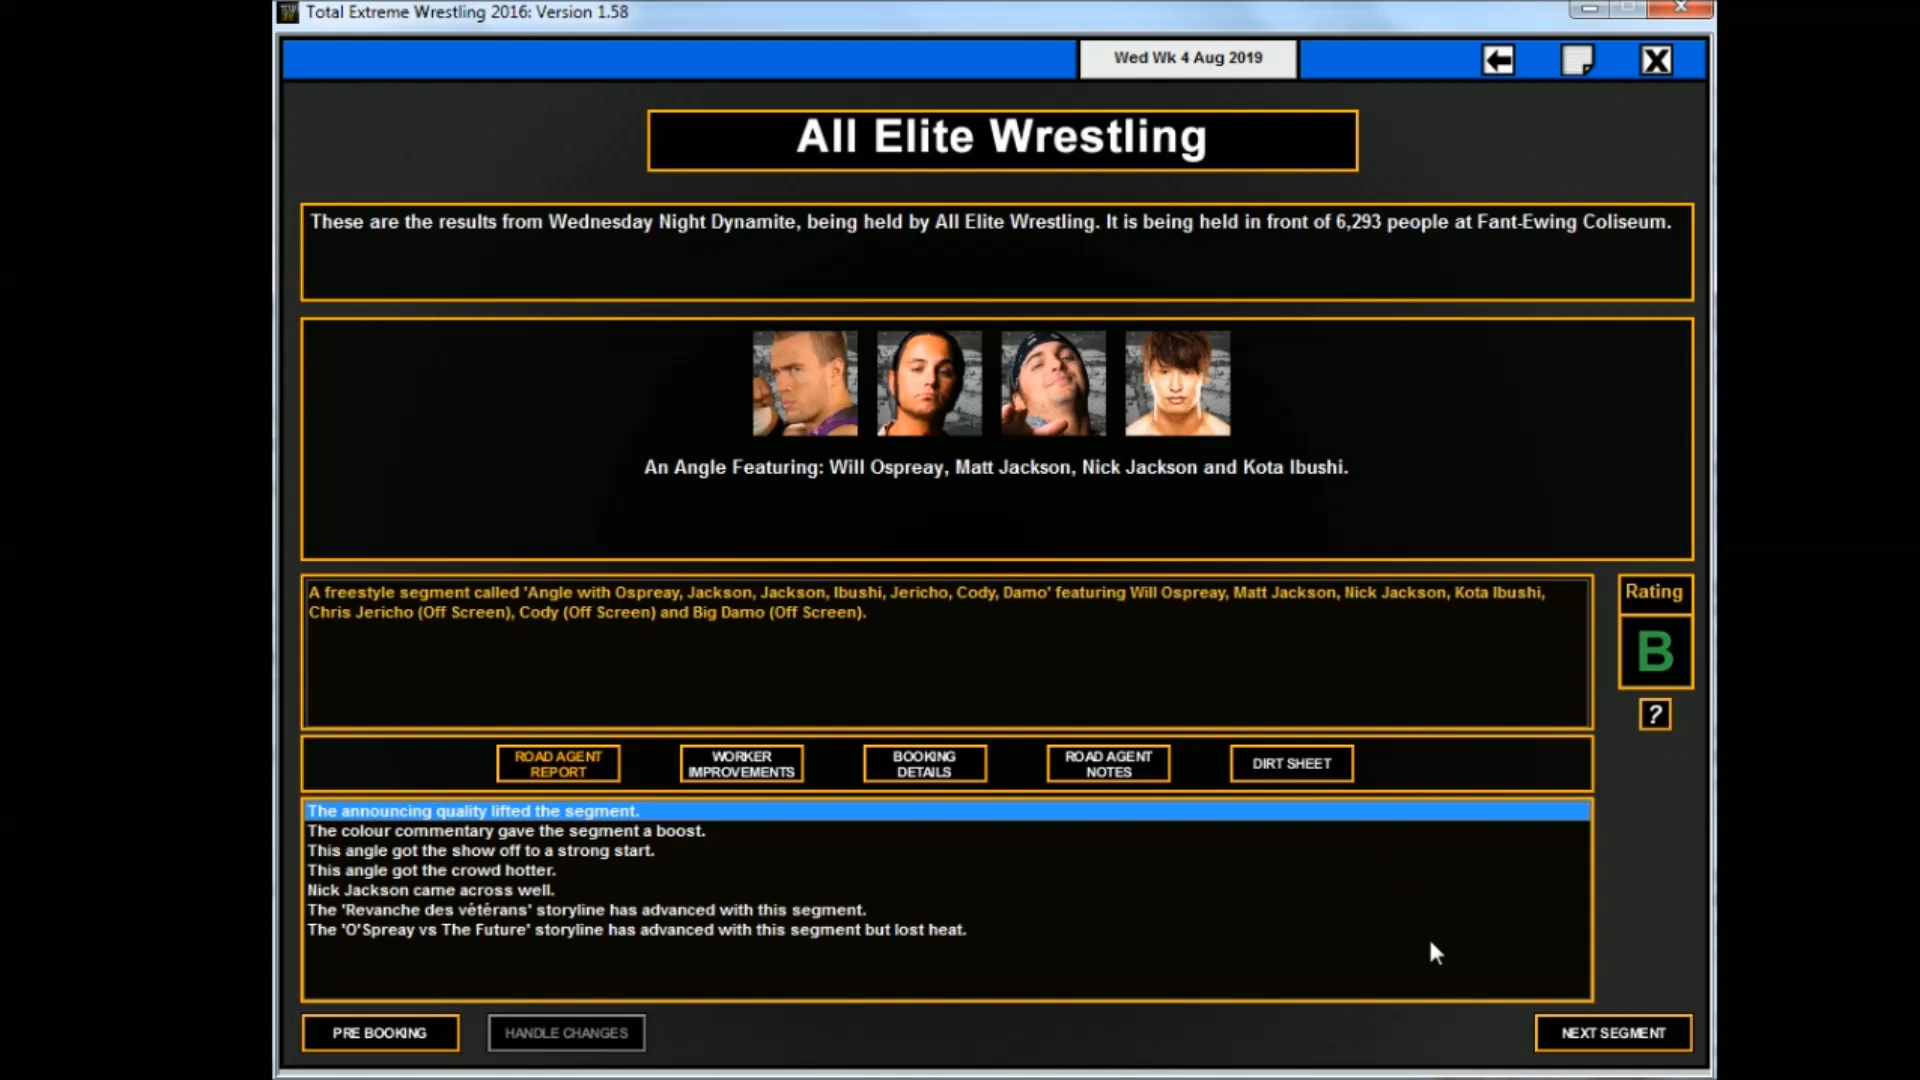 Total Extreme Wrestling 2016: Version 1.58
Wed Wk 4 Aug 2019
All Elite Wrestling
These are the results from Wednesday Night Dynamite, being held by All Elite Wrestling. It is being held in front of 6,293 people at Fant-Ewing Coliseum.
An Angle Featuring: Will Ospreay, Matt Jackson, Nick Jackson and Kota Ibushi.
A freestyle segment called 'Angle with Ospreay, Jackson, Jackson, Ibushi, Jericho, Cody, Damo' featuring Will Ospreay, Matt Jackson, Nick Jackson, Kota Ibushi,
Chris Jericho (Off Screen), Cody (Off Screen) and Big Damo (Off Screen).
Rating
B
?
ROAD AGENT
REPORT
WORKER
IMPROVEMENTS
BOOKING
DETAILS
ROAD AGENT
NOTES
DIRT SHEET
The announcing quality lifted the segment.
The colour commentary gave the segment a boost.
This angle got the show off to a strong start.
This angle got the crowd hotter.
Nick Jackson came across well.
The 'Revanche des vétérans' storyline has advanced with this segment.
The 'O'Spreay vs The Future' storyline has advanced with this segment but lost heat.
PRE BOOKING
HANDLE CHANGES
NEXT SEGMENT